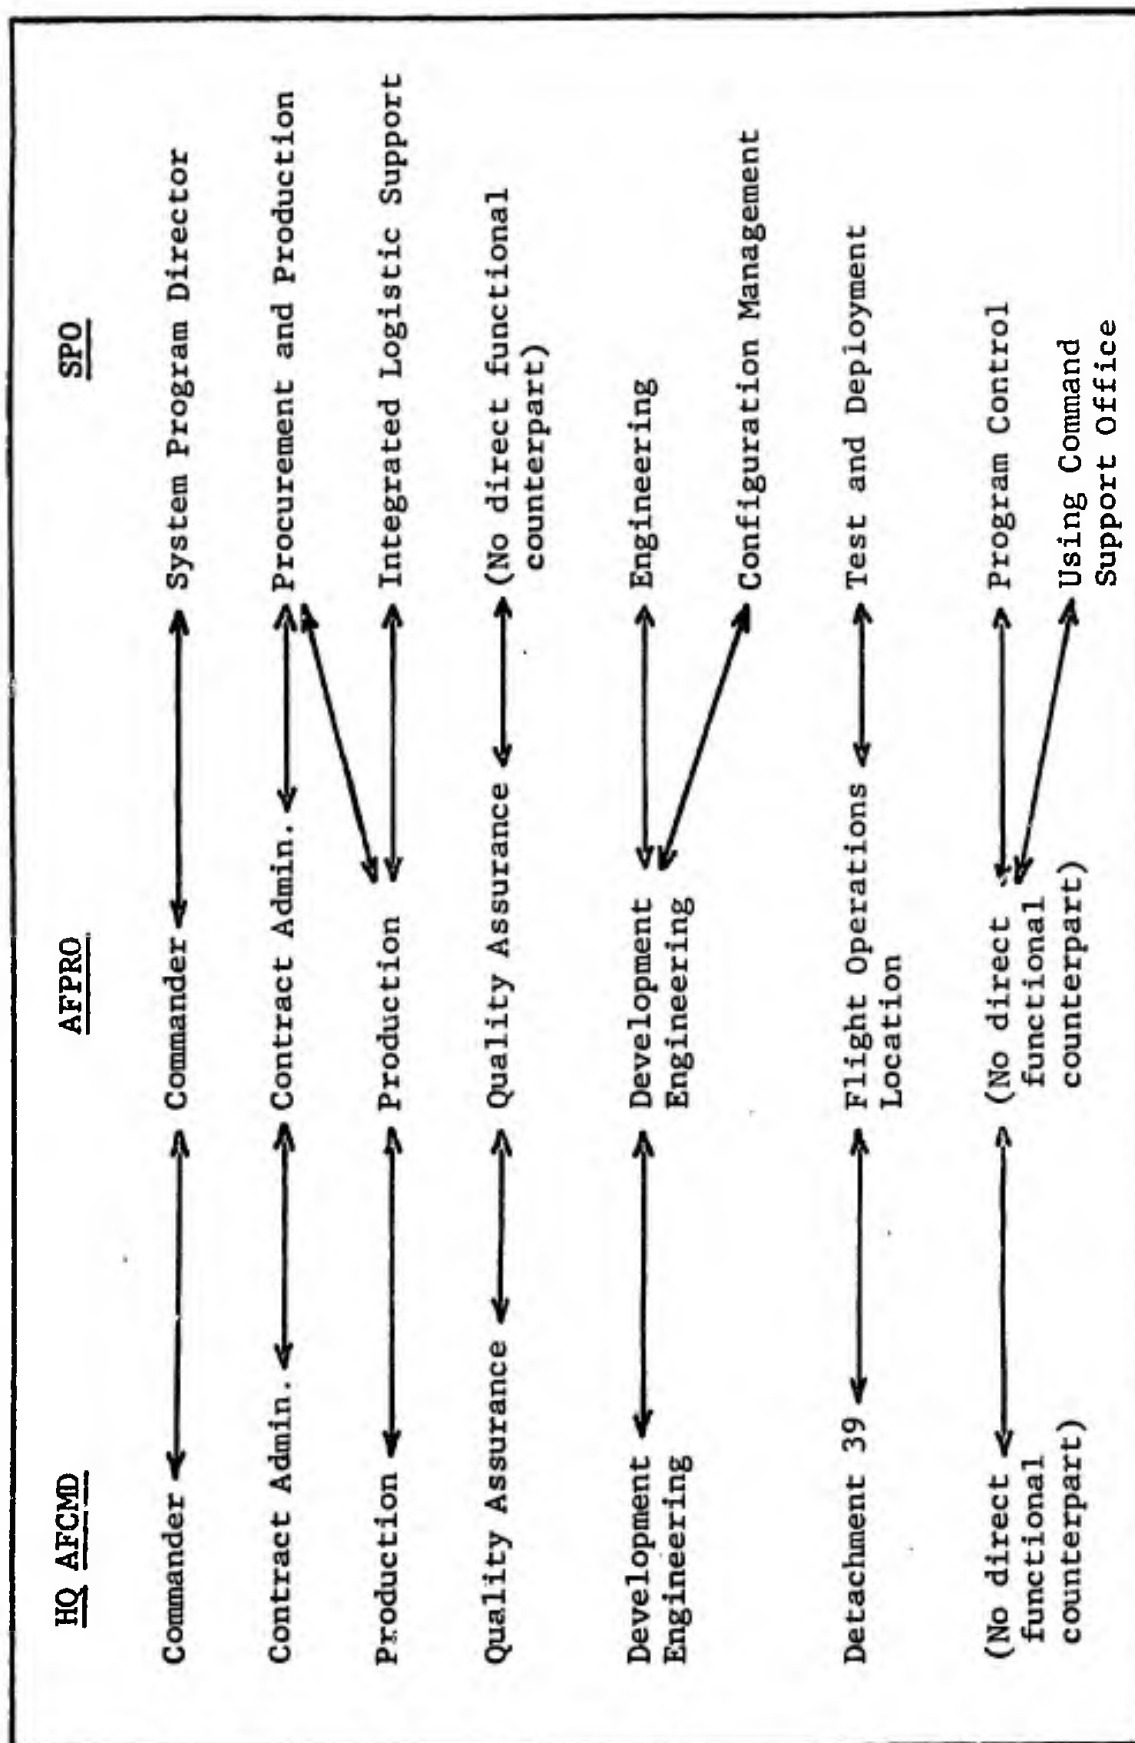 HQ AFCMD AFPRO SPO
Commander Commander System Program Director
Contract Admin. Contract Admin. Procurement and Production
Production Production Integrated Logistic Support
Quality Assurance Quality Assurance (No direct functional
counterpart)
Development Development Engineering
Engineering Engineering
Configuration Management
Detachment 39 Flight Operations Test and Deployment
Location
(No direct (No direct Program Control
functional functional
counterpart) counterpart) Using Command
Support Office